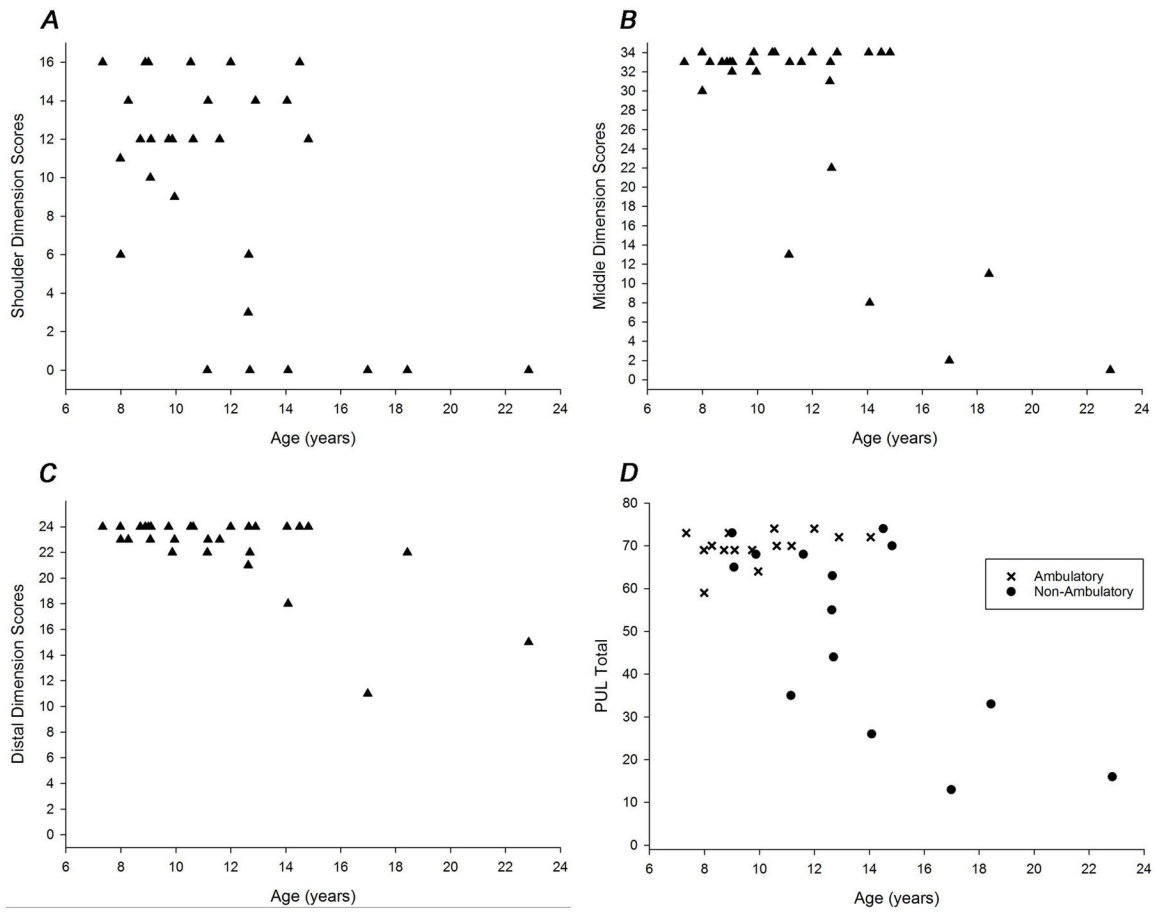 A
Shoulder Dimension Scores
16
14
12
10
8
6
4
2
0
6 8 10 12 14 16 18 20 22 24
Age (years)
B
Middle Dimension Scores
34
32
30
28
26
24
22
20
18
16
14
12
10
8
6
4
2
0
6 8 10 12 14 16 18 20 22 24
Age (years)
C
Distal Dimension Scores
24
22
20
18
16
14
12
10
8
6
4
2
0
6 8 10 12 14 16 18 20 22 24
Age (years)
D
PUL Total
80
70
60
50
40
30
20
10
0
Ambulatory
Non-Ambulatory
6 8 10 12 14 16 18 20 22 24
Age (years)